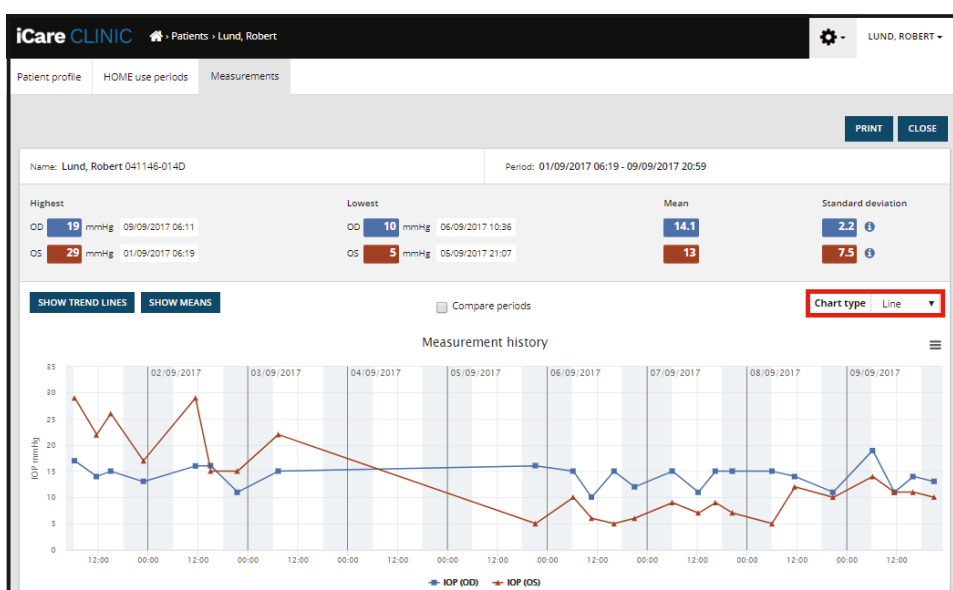 iCare CLINIC › Patients › Lund, Robert LUND, ROBERT
Patient profile HOME use periods Measurements
PRINT CLOSE
Name: Lund, Robert 041146-014D Period: 01/09/2017 06:19 - 09/09/2017 20:59
Highest Lowest Mean Standard deviation
OD 19 mmHg 09/09/2017 06:11 OD 10 mmHg 06/09/2017 10:36 14.1 2.2 i
OS 29 mmHg 01/09/2017 06:19 OS 5 mmHg 05/09/2017 21:07 13 7.5 i
SHOW TREND LINES SHOW MEANS Compare periods Chart type Line
Measurement history
35 02/09/2017 03/09/2017 04/09/2017 05/09/2017 06/09/2017 07/09/2017 08/09/2017 09/09/2017
30
25
20
IOP mmHg
15
10
5
0
12:00 00:00 12:00 00:00 12:00 00:00 12:00 00:00 12:00 00:00 12:00 00:00 12:00 00:00 12:00 00:00 12:00
IOP (OD) IOP (OS)